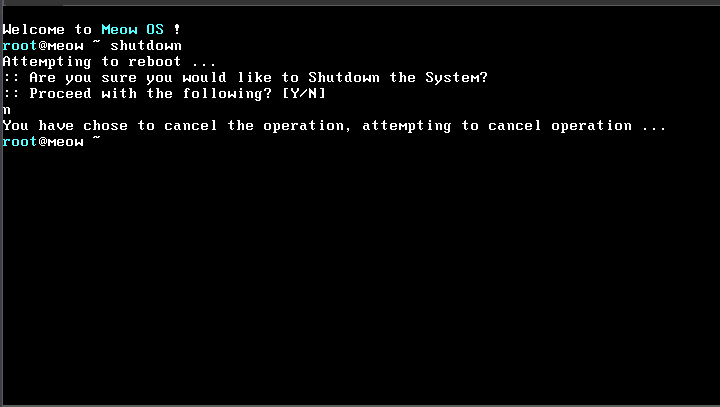 Welcome to Meow OS !
root@meow ~ shutdown
Attempting to reboot ...
:: Are you sure you would like to Shutdown the System?
:: Proceed with the following? [Y/N]
n
You have chose to cancel the operation, attempting to cancel operation ...
root@meow ~